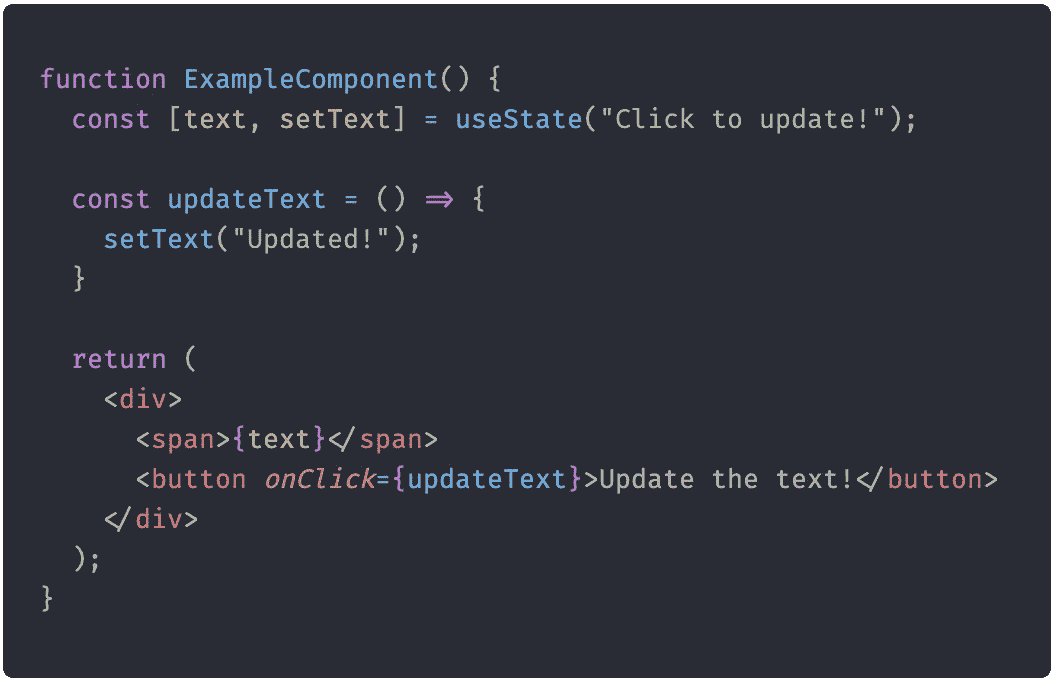 function ExampleComponent() {
  const [text, setText] = useState("Click to update!");
  const updateText = () => {
    setText("Updated!");
  }
  return (
    <div>
      <span>{text}</span>
      <button onClick={updateText}>Update the text!</button>
    </div>
  );
}